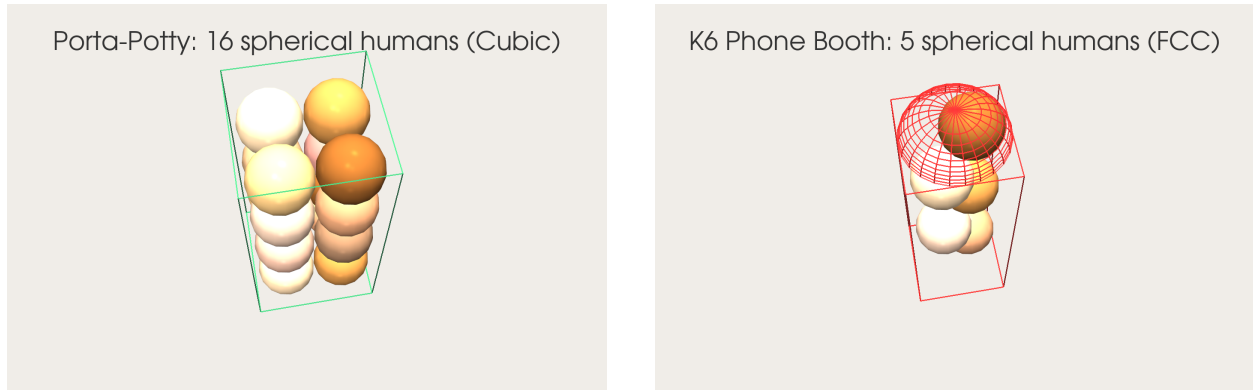 Porta-Potty: 16 spherical humans (Cubic)
K6 Phone Booth: 5 spherical humans (FCC)